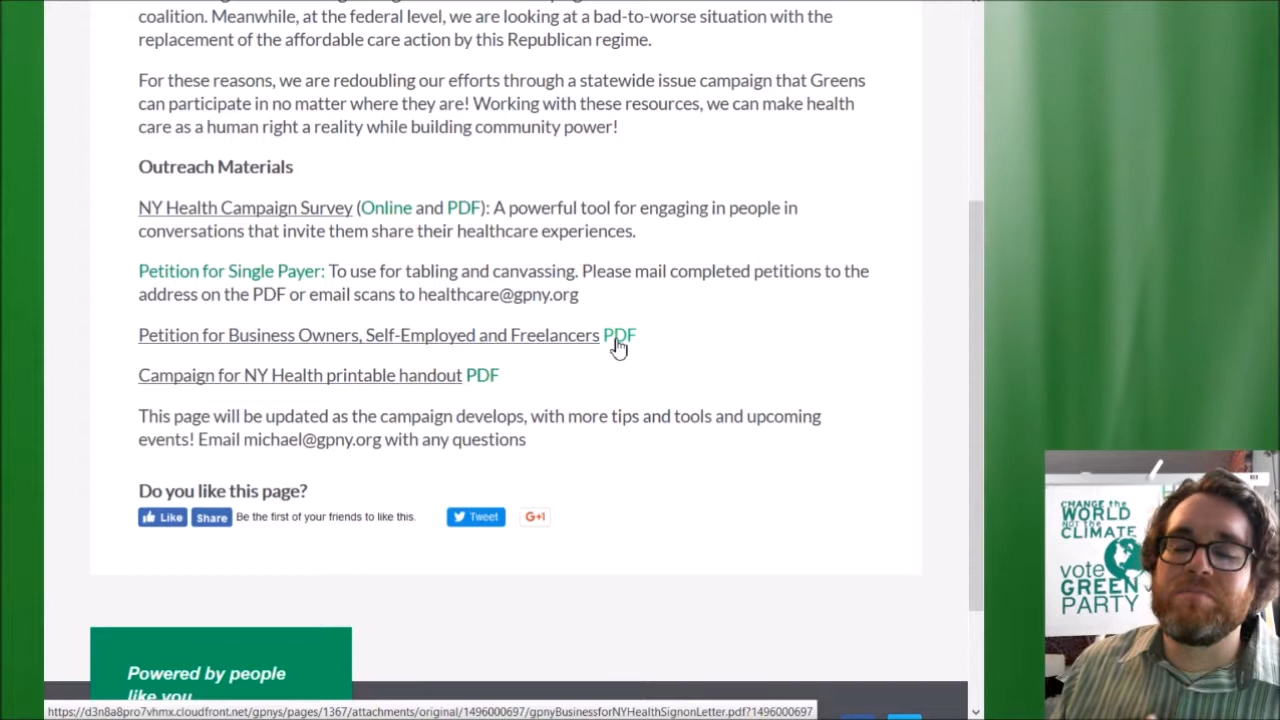 coalition. Meanwhile, at the federal level, we are looking at a bad-to-worse situation with the
replacement of the affordable care action by this Republican regime.
For these reasons, we are redoubling our efforts through a statewide issue campaign that Greens
can participate in no matter where they are! Working with these resources, we can make health
care as a human right a reality while building community power!
Outreach Materials
NY Health Campaign Survey (Online and PDF): A powerful tool for engaging in people in
conversations that invite them share their healthcare experiences.
Petition for Single Payer: To use for tabling and canvassing. Please mail completed petitions to the
address on the PDF or email scans to healthcare@gpny.org
Petition for Business Owners, Self-Employed and Freelancers PDF
Campaign for NY Health printable handout PDF
This page will be updated as the campaign develops, with more tips and tools and upcoming
events! Email michael@gpny.org with any questions
Do you like this page?
Like Share Be the first of your friends to like this. Tweet G+1
Powered by people
like you
https://d3n8a8pro7vhmx.cloudfront.net/gpnys/pages/1367/attachments/original/1496000697/gpnyBusinessforNYHealthSignonLetter.pdf?1496000697
CHANGE the
WORLD
NOT the
CLIMATE
vote
GREEN
PARTY